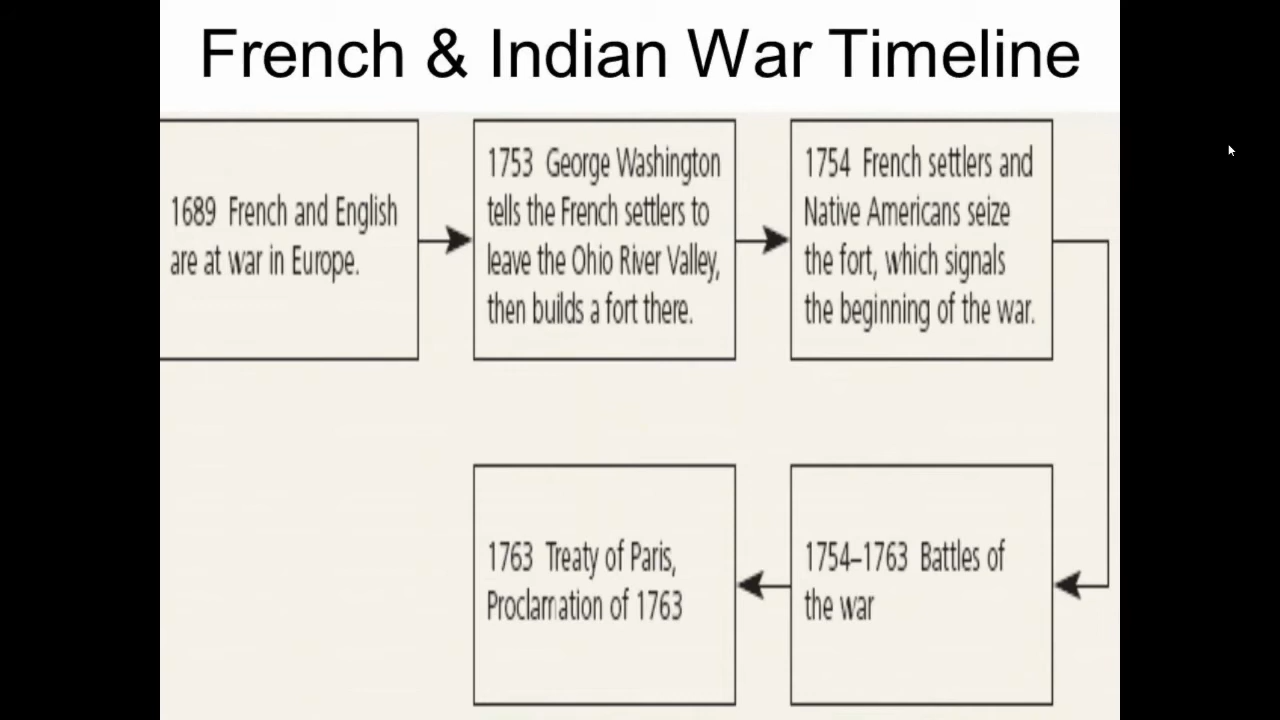 French & Indian War Timeline
1689 French and English
are at war in Europe.
1753 George Washington
tells the French settlers to
leave the Ohio River Valley,
then builds a fort there.
1754 French settlers and
Native Americans seize
the fort, which signals
the beginning of the war.
1754–1763 Battles of
the war
1763 Treaty of Paris,
Proclamation of 1763